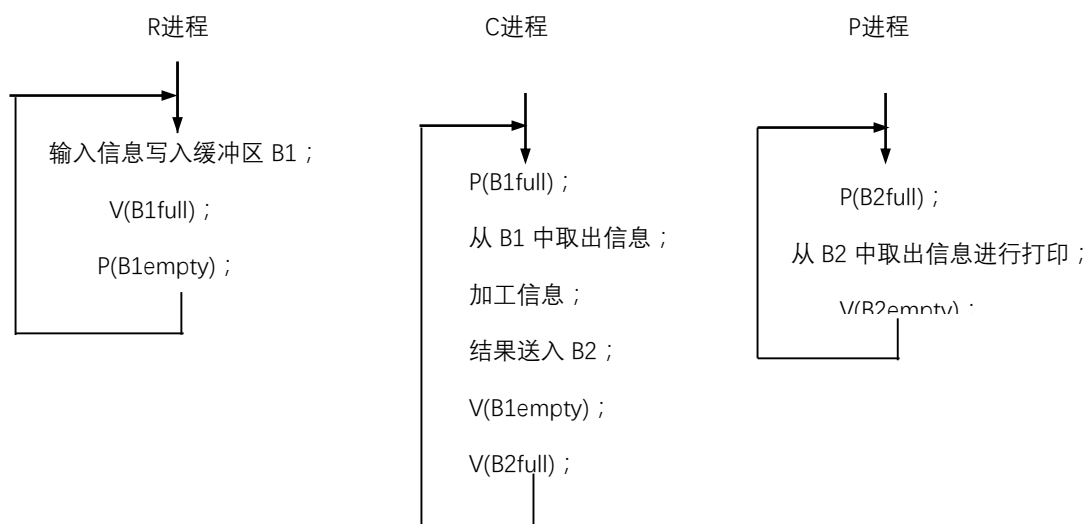 R进程
C进程
P进程
输入信息写入缓冲区 B1；
V(B1full)；
P(B1empty)；
P(B1full)；
从 B1 中取出信息；
加工信息；
结果送入 B2；
V(B1empty)；
V(B2full)；
P(B2full)；
从 B2 中取出信息进行打印；
V(B2empty)；